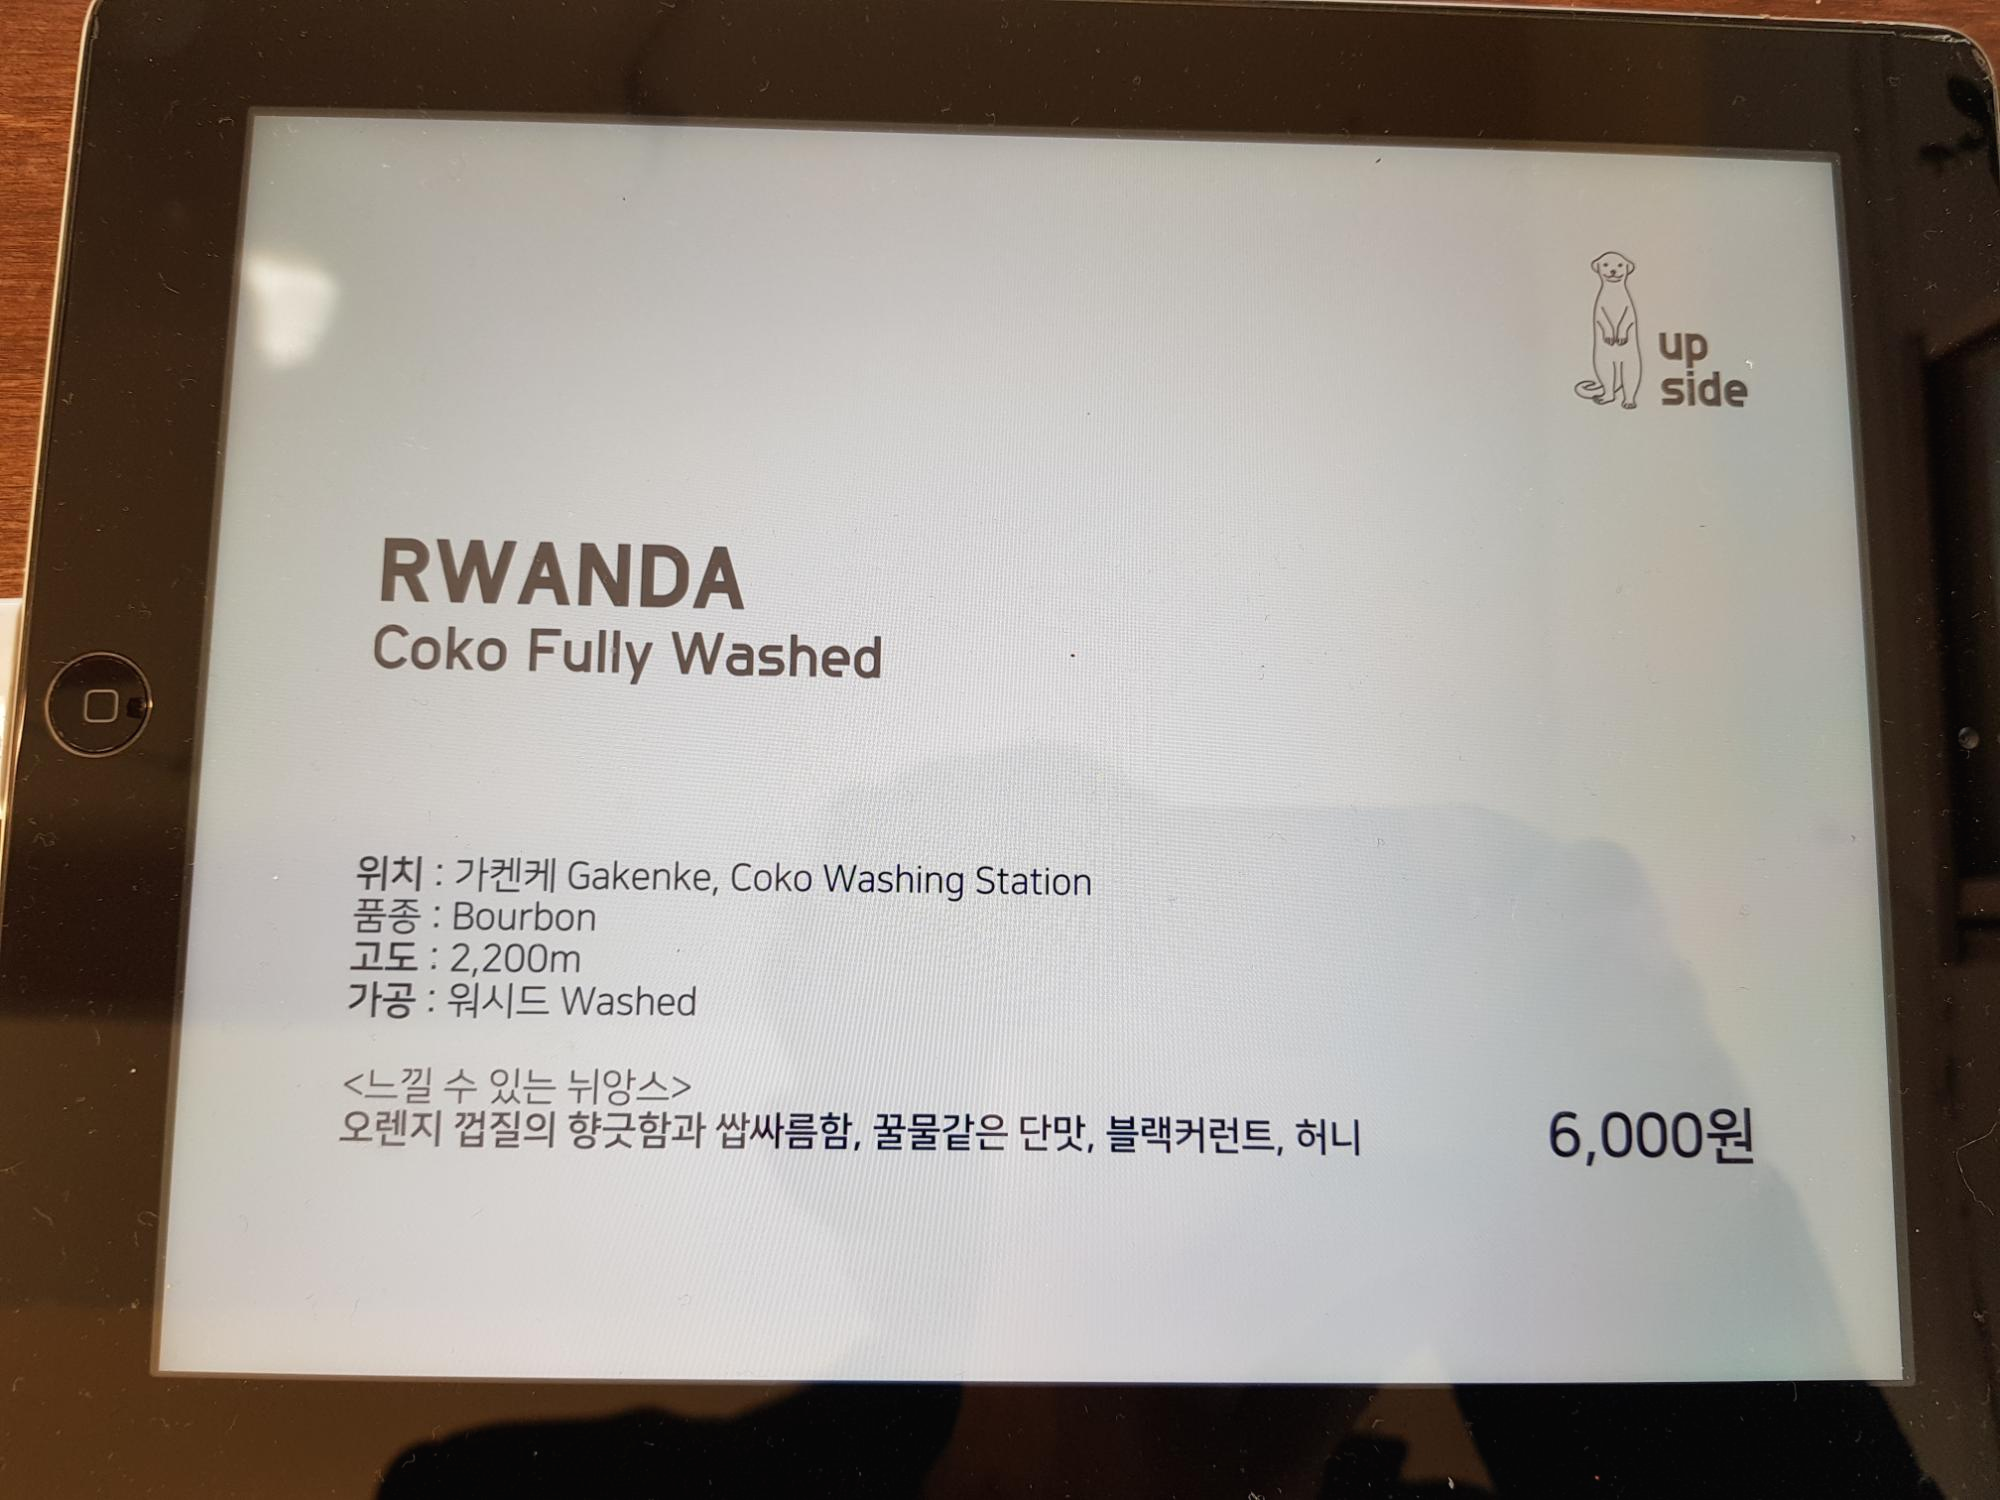 up
side
RWANDA
Coko Fully Washed
위치 : 가켄케 Gakenke, Coko Washing Station
품종 : Bourbon
고도 : 2,200m
가공 : 워시드 Washed
<느낄 수 있는 뉘앙스>
오렌지 껍질의 향긋함과 쌉싸름함, 꿀물같은 단맛, 블랙커런트, 허니
6,000원